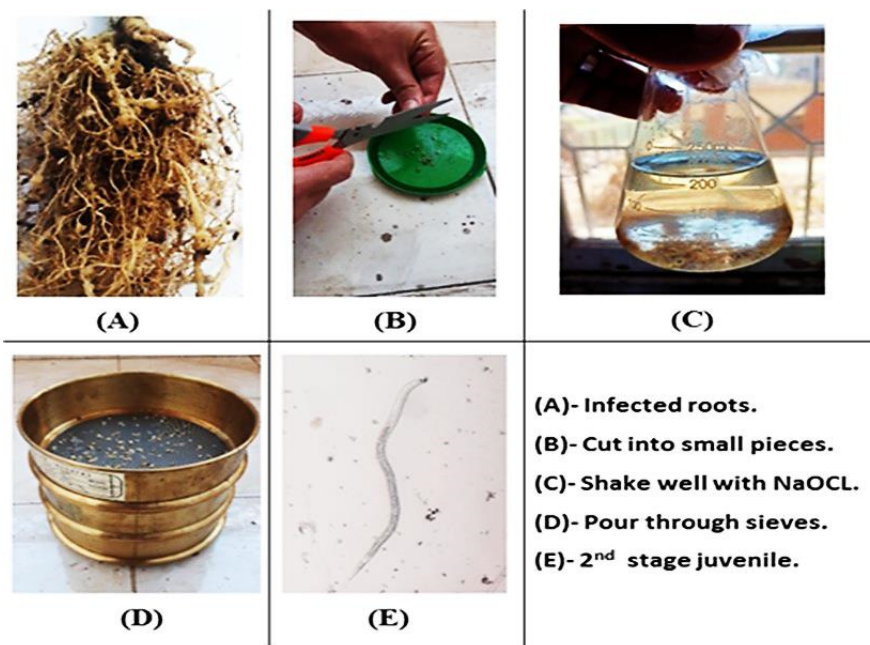 (A)
(B)
200
(C)
(D)
(E)
(A)- Infected roots.
(B)- Cut into small pieces.
(C)- Shake well with NaOCL.
(D)- Pour through sieves.
(E)- 2nd stage juvenile.